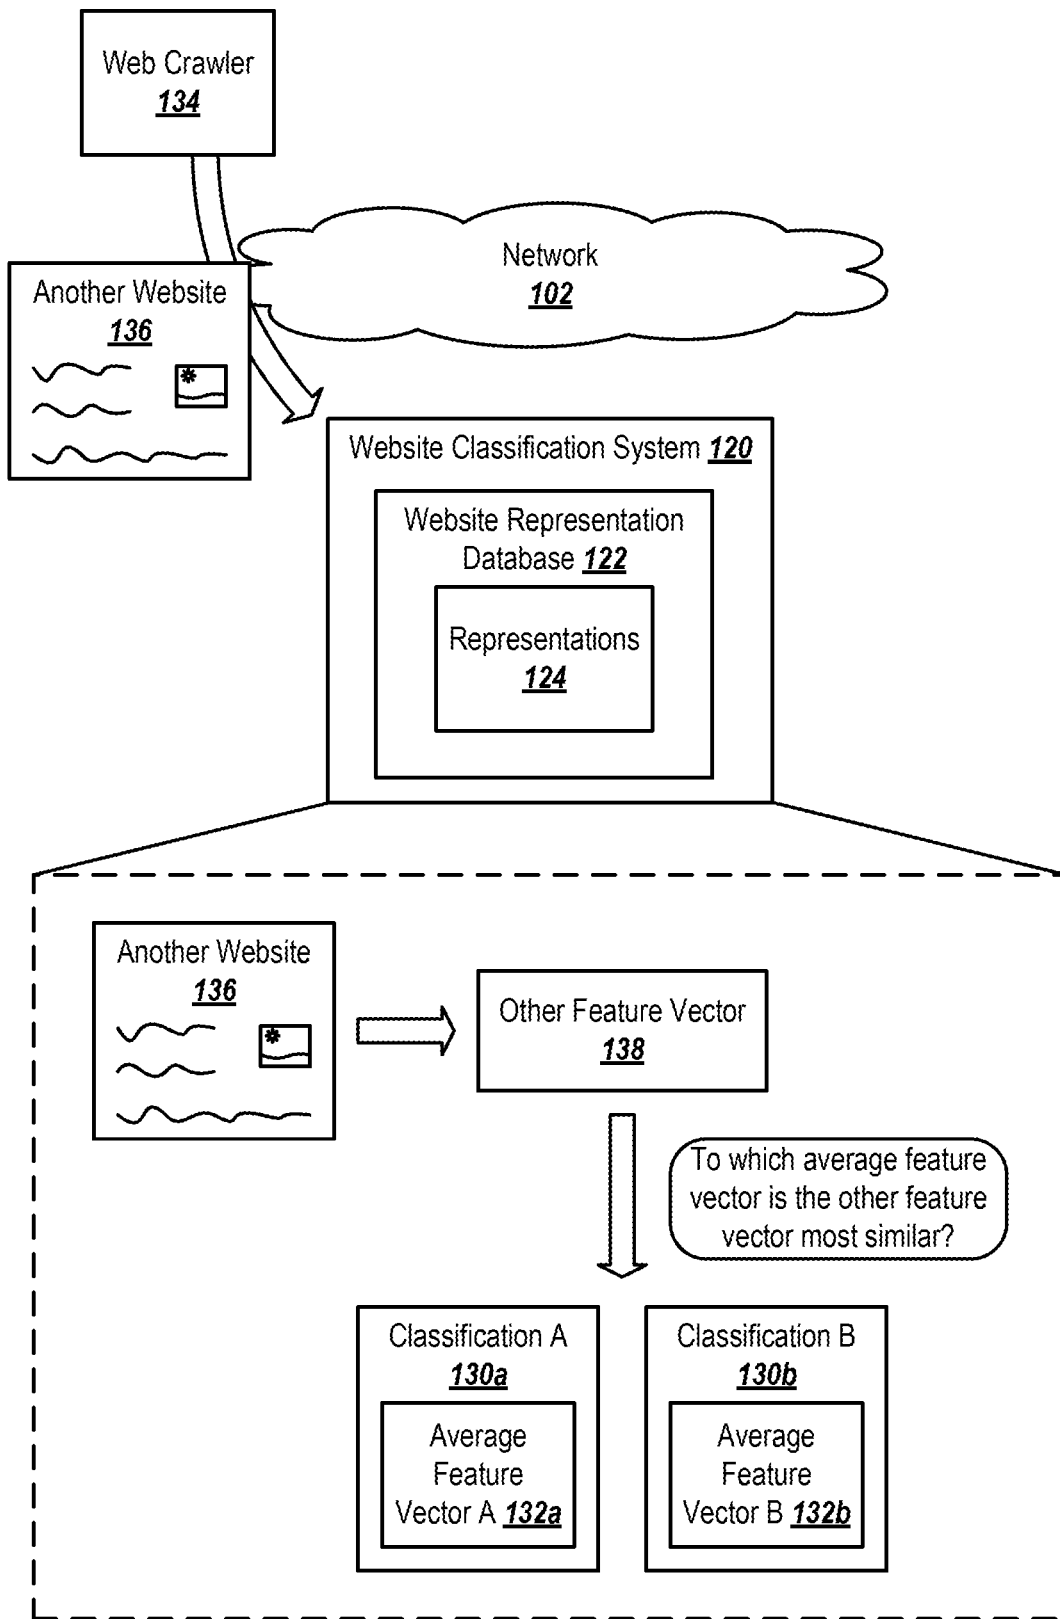 Web Crawler
134
Network
102
Another Website
136
Website Classification System 120
Website Representation
Database 122
Representations
124
Another Website
136
Other Feature Vector
138
To which average feature
vector is the other feature
vector most similar?
Classification A
130a
Average
Feature
Vector A 132a
Classification B
130b
Average
Feature
Vector B 132b